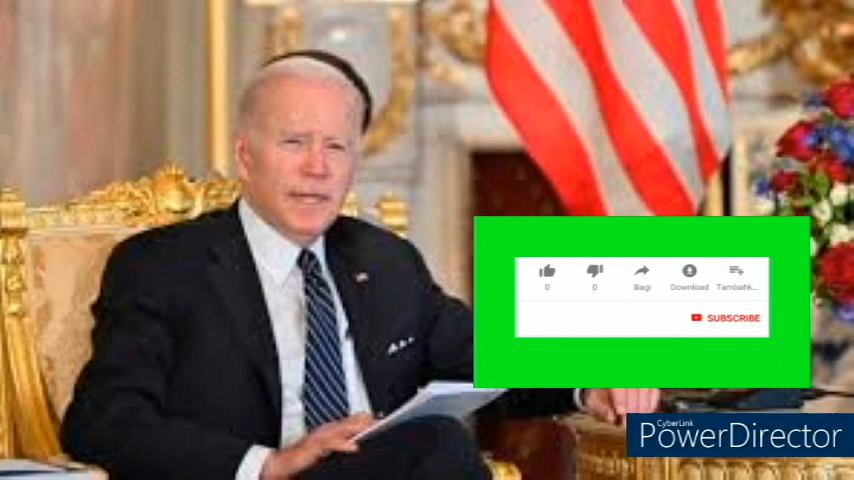 0
0
Bagi
Download
Tambahk...
SUBSCRIBE
CyberLink
PowerDirector